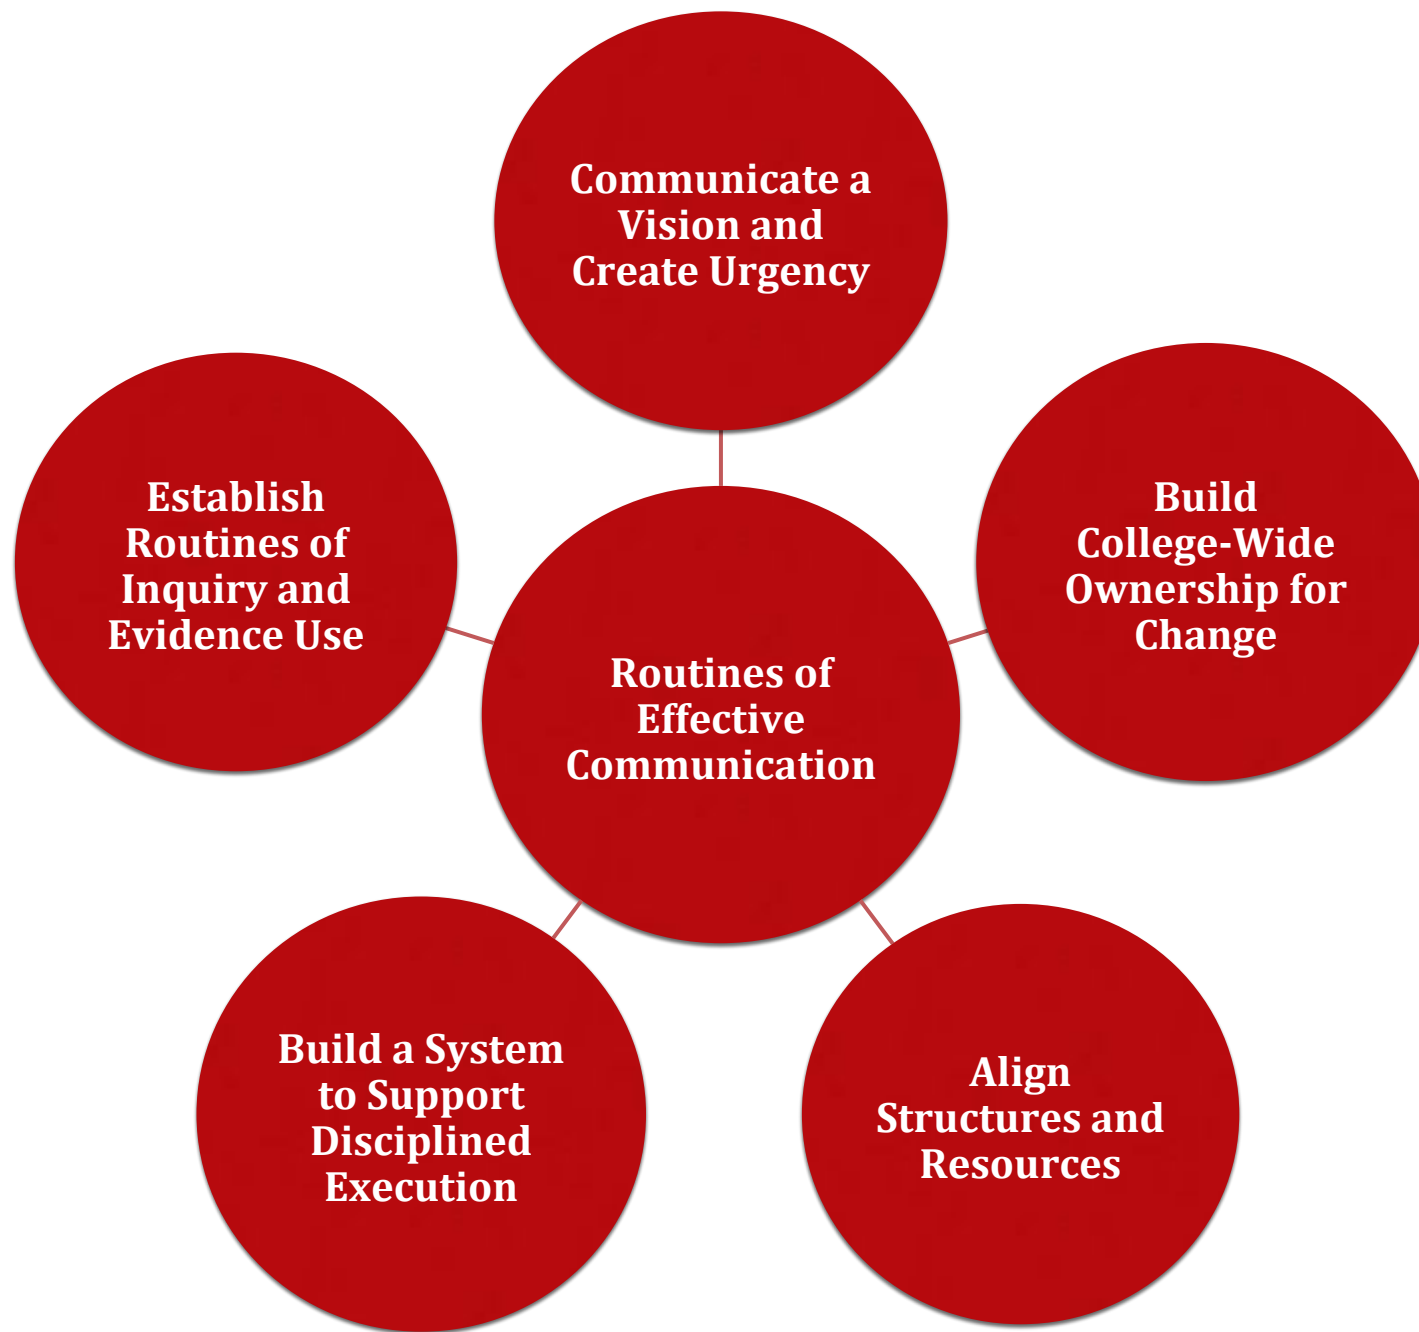 Communicate a
Vision and
Create Urgency
Build
College-Wide
Ownership for
Change
Establish
Routines of
Inquiry and
Evidence Use
Routines of
Effective
Communication
Build a System
to Support
Disciplined
Execution
Align
Structures and
Resources